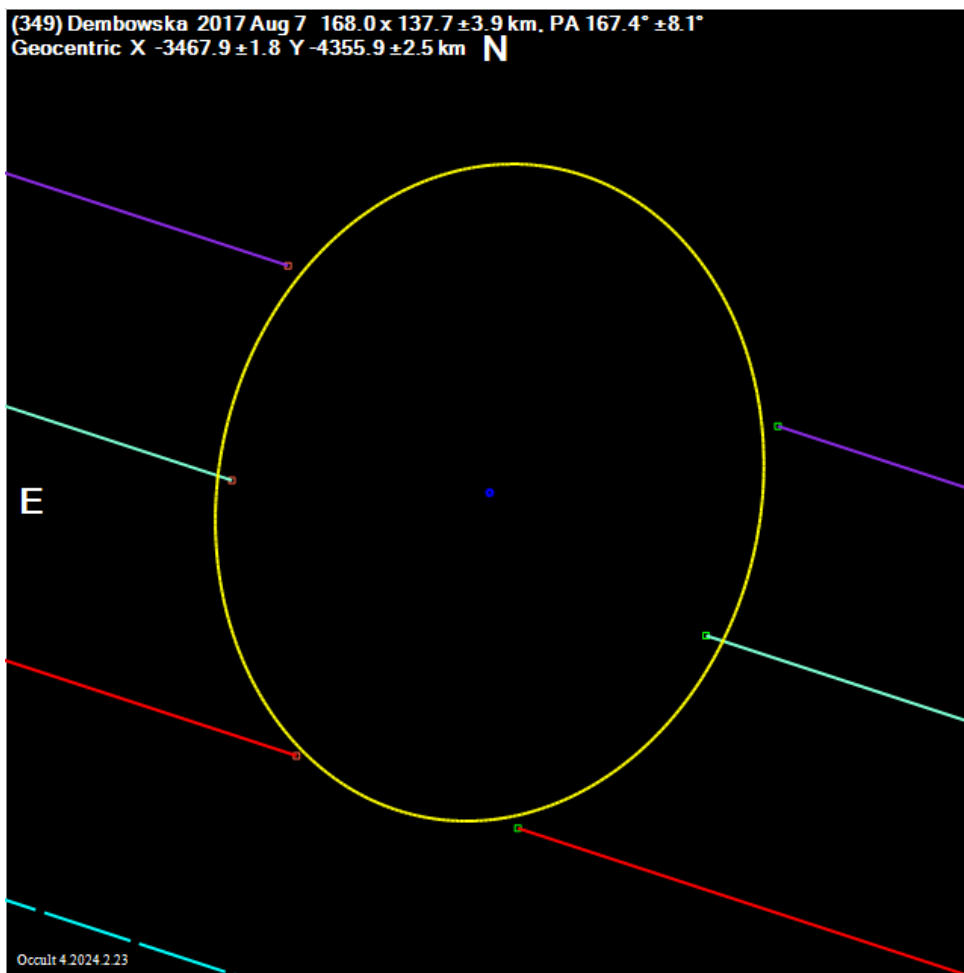 (349) Dembowska 2017 Aug 7 168.0 x 137.7 ±3.9 km, PA 167.4° ±8.1°
Geocentric X -3467.9 ±1.8 Y -4355.9 ±2.5 km
N
E
Occult 4.2024.2.23